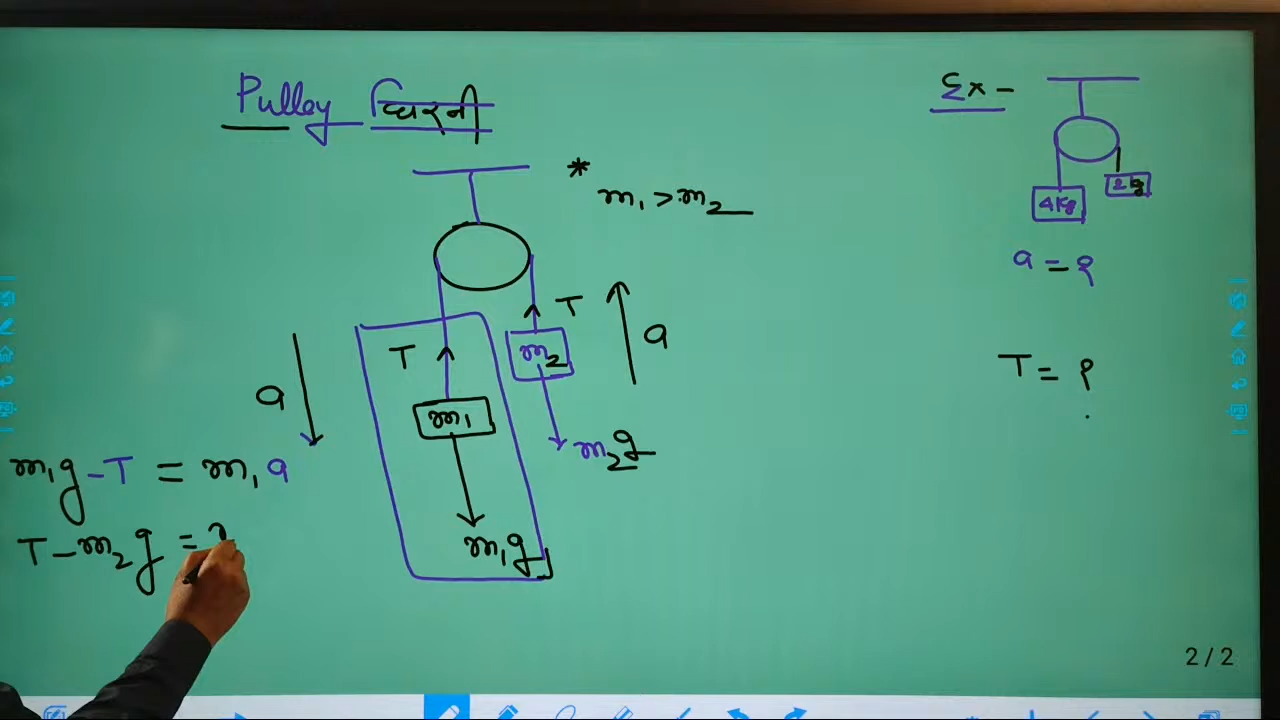 Pulley घिरनी
* m₁ > m₂
T
T
m₂
a
a
m₁
m₂g
m₁g
m₁g - T = m₁a
T - m₂g =
Ex -
4Kg
2kg
a = ?
T = ?
2/2